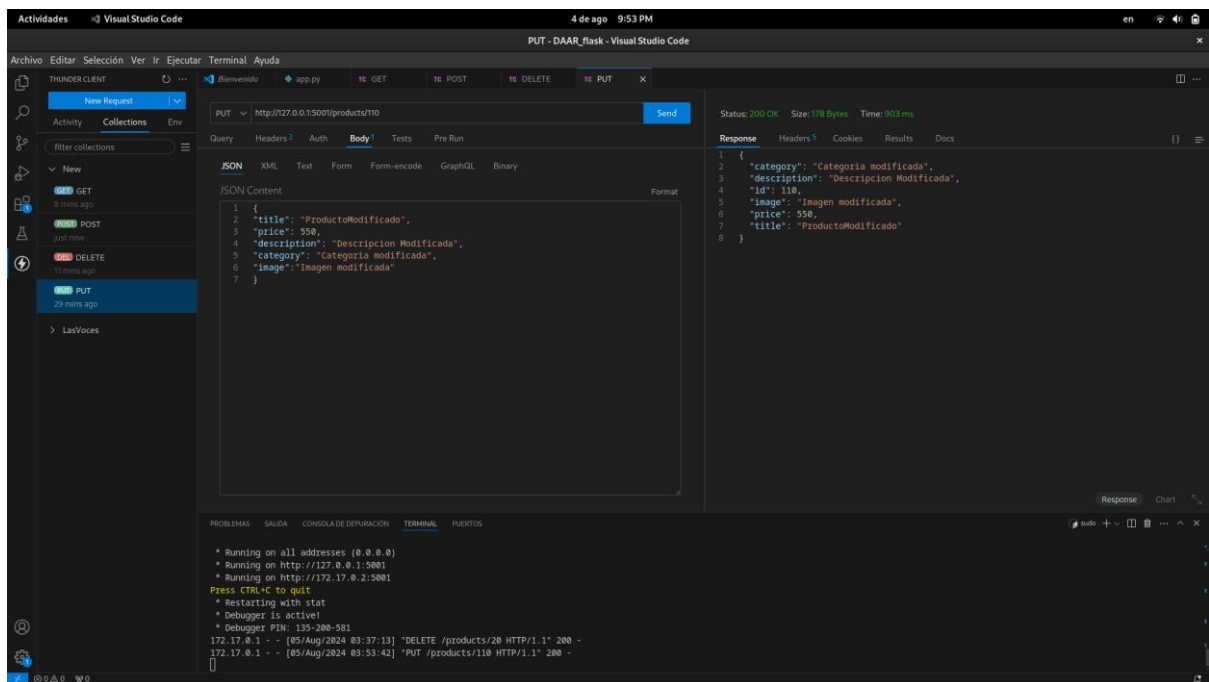 Actividades Visual Studio Code 4 de ago 9:53 PM en
PUT - DAAR_flask - Visual Studio Code
Archivo Editar Selección Ver Ir Ejecutar Terminal Ayuda
THUNDER CLIENT
New Request
Activity Collections Env
filter collections
New
GET GET
8 mins ago
POST POST
just now
DEL DELETE
11 mins ago
PUT PUT
29 mins ago
LasVoces
Bienvenido app.py TC GET TC POST TC DELETE TC PUT
PUT http://127.0.0.1:5001/products/110 Send
Query Headers 2 Auth Body 1 Tests Pre Run
JSON XML Text Form Form-encode GraphQL Binary
JSON Content Format
1 {
2 "title": "ProductoModificado",
3 "price": 550,
4 "description": "Descripcion Modificada",
5 "category": "Categoria modificada",
6 "image":"Imagen modificada"
7 }
Status: 200 OK Size: 178 Bytes Time: 903 ms
Response Headers 5 Cookies Results Docs {}
1 {
2 "category": "Categoria modificada",
3 "description": "Descripcion Modificada",
4 "id": 110,
5 "image": "Imagen modificada",
6 "price": 550,
7 "title": "ProductoModificado"
8 }
Response Chart
PROBLEMAS SALIDA CONSOLA DE DEPURACIÓN TERMINAL PUERTOS sudo
* Running on all addresses (0.0.0.0)
* Running on http://127.0.0.1:5001
* Running on http://172.17.0.2:5001
Press CTRL+C to quit
* Restarting with stat
* Debugger is active!
* Debugger PIN: 135-200-581
172.17.0.1 - - [05/Aug/2024 03:37:13] "DELETE /products/20 HTTP/1.1" 200 -
172.17.0.1 - - [05/Aug/2024 03:53:42] "PUT /products/110 HTTP/1.1" 200 -
0 0 0